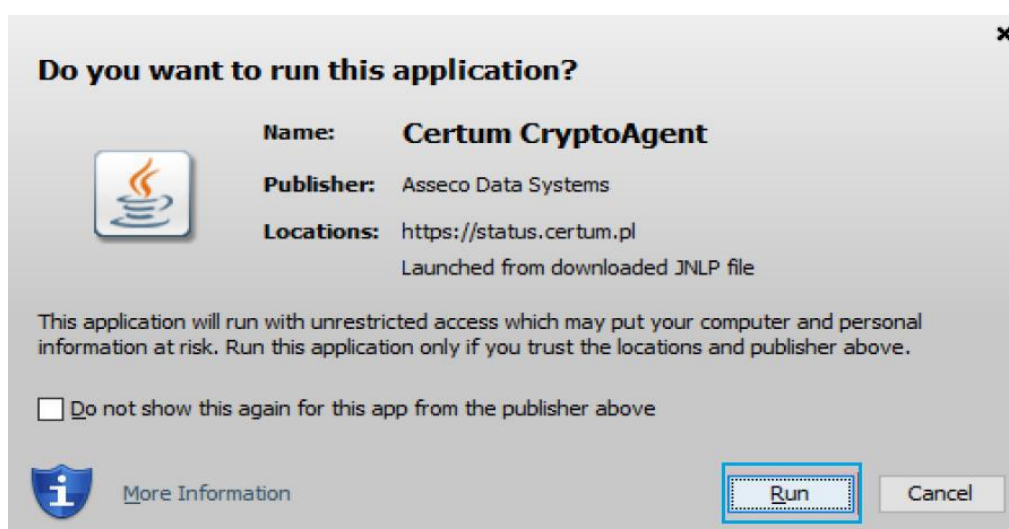 Do you want to run this application?
Name: Certum CryptoAgent
Publisher: Asseco Data Systems
Locations: https://status.certum.pl
Launched from downloaded JNLP file
This application will run with unrestricted access which may put your computer and personal
information at risk. Run this application only if you trust the locations and publisher above.
Do not show this again for this app from the publisher above
More Information
Run
Cancel